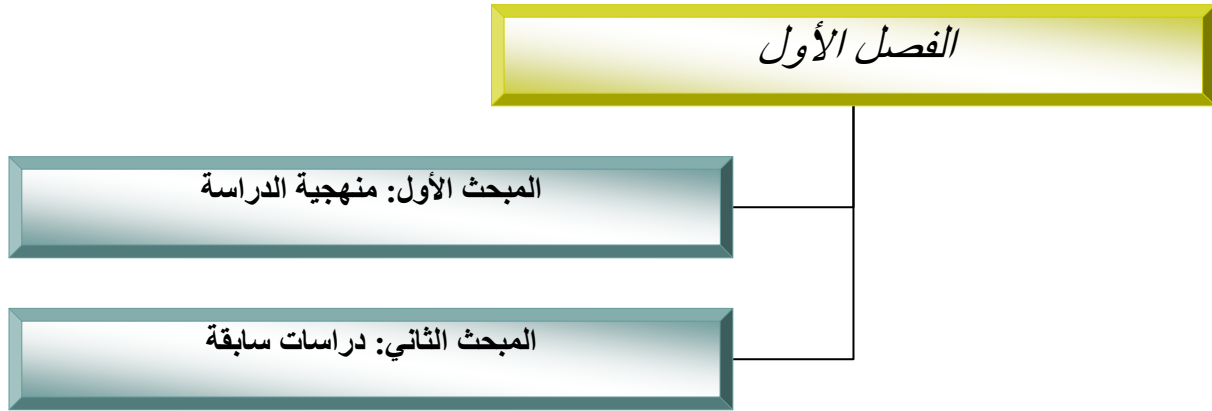 الفصل الأول
المبحث الأول: منهجية الدراسة
المبحث الثاني: دراسات سابقة